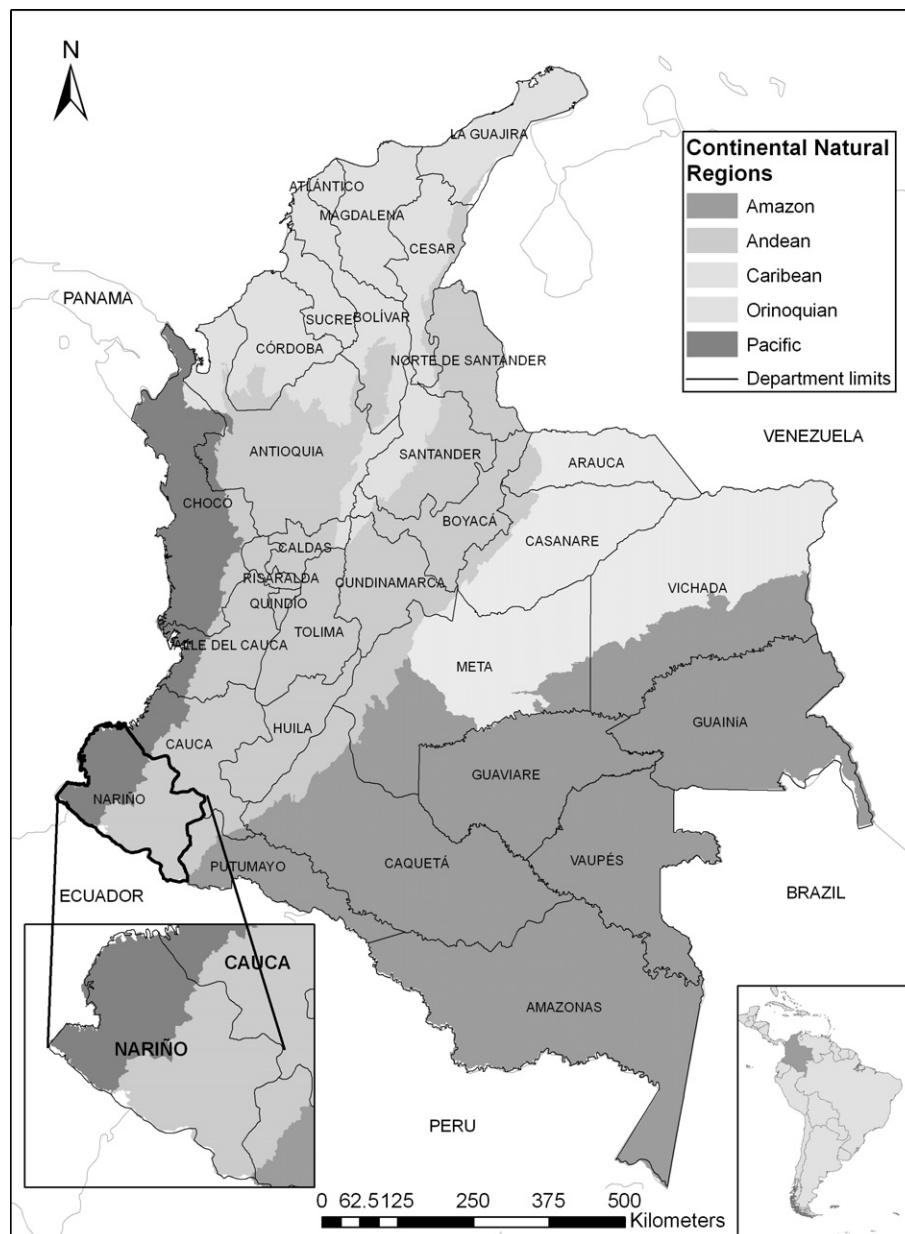 N
LA GUAJIRA
Continental Natural
Regions
Amazon
Andean
Caribean
Orinoquian
Pacific
Department limits
ATLÁNTICO
MAGDALENA
CESAR
PANAMA
SUCRE
BOLÍVAR
CÓRDOBA
NORTE DE SANTANDER
VENEZUELA
ANTIOQUIA
SANTANDER
ARAUCA
CHOCÓ
BOYACÁ
CASANARE
CALDAS
RISARALDA
CUNDINAMARCA
VICHADA
QUINDÍO
TOLIMA
VALLE DEL CAUCA
META
HUILA
GUAINíA
CAUCA
GUAVIARE
NARIÑO
PUTUMAYO
CAQUETÁ
VAUPÉS
ECUADOR
BRAZIL
CAUCA
AMAZONAS
NARIÑO
PERU
0 62.5 125 250 375 500
Kilometers